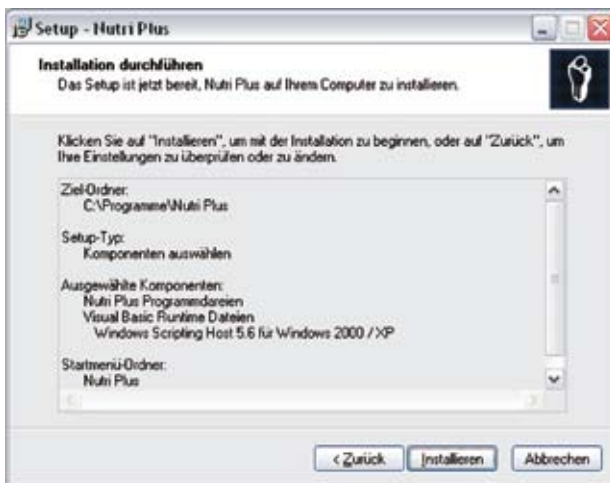 Setup - Nutri Plus
Installation durchführen
Das Setup ist jetzt bereit, Nutri Plus auf Ihrem Computer zu installieren.
Klicken Sie auf "Installieren", um mit der Installation zu beginnen, oder auf "Zurück", um
Ihre Einstellungen zu überprüfen oder zu ändern.
Ziel-Ordner:
C:\Programme\Nutri Plus
Setup-Typ:
Komponenten auswählen
Ausgewählte Komponenten:
Nutri Plus Programmdareien
Visual Basic Runtime Dateien
Windows Scripting Host 5.6 für Windows 2000 / XP
Startmenü-Ordner:
Nutri Plus
< Zurück Installieren Abbrechen